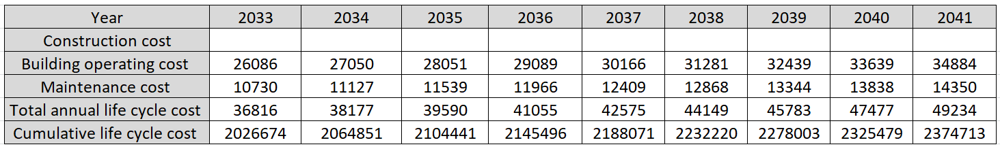 Year 2033 2034 2035 2036 2037 2038 2039 2040 2041
Construction cost
Building operating cost 26086 27050 28051 29089 30166 31281 32439 33639 34884
Maintenance cost 10730 11127 11539 11966 12409 12868 13344 13838 14350
Total annual life cycle cost 36816 38177 39590 41055 42575 44149 45783 47477 49234
Cumulative life cycle cost 2026674 2064851 2104441 2145496 2188071 2232220 2278003 2325479 2374713